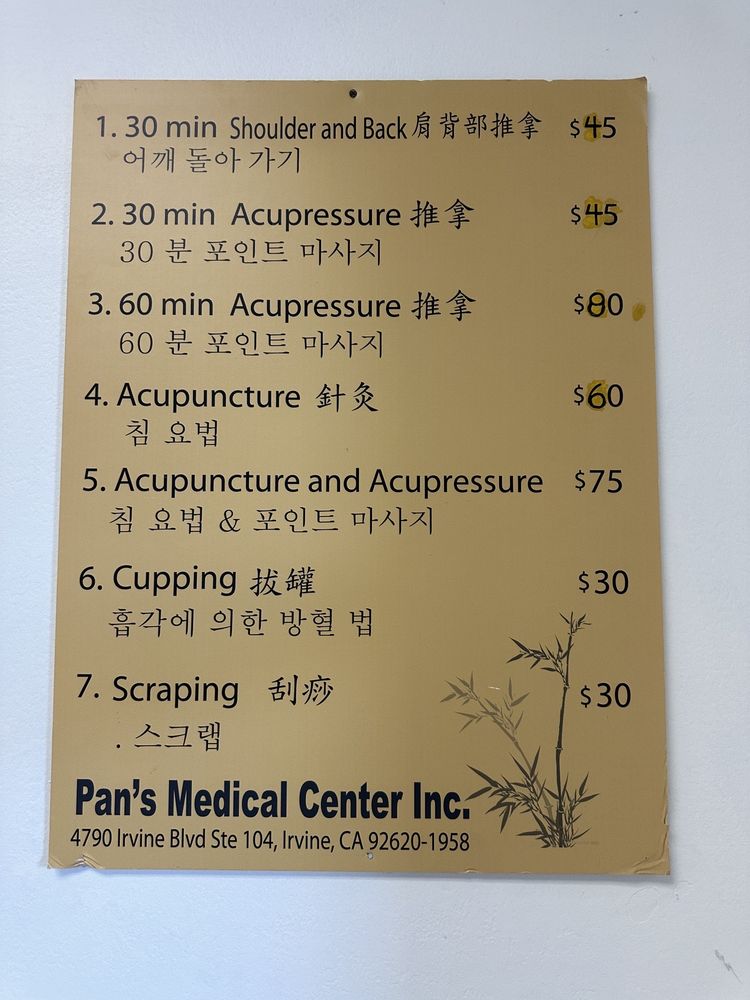 1. 30 min Shoulder and Back 肩背部推拿 $45
어깨 돌아 가기
2. 30 min Acupressure 推拿 $45
30 분 포인트 마사지
3. 60 min Acupressure 推拿 $80
60 분 포인트 마사지
4. Acupuncture 針灸 $60
침 요법
5. Acupuncture and Acupressure $75
침 요법 & 포인트 마사지
6. Cupping 拔罐 $30
흡각에 의한 방혈 법
7. Scraping 刮痧 $30
. 스크랩
Pan's Medical Center Inc.
4790 Irvine Blvd Ste 104, Irvine, CA 92620-1958